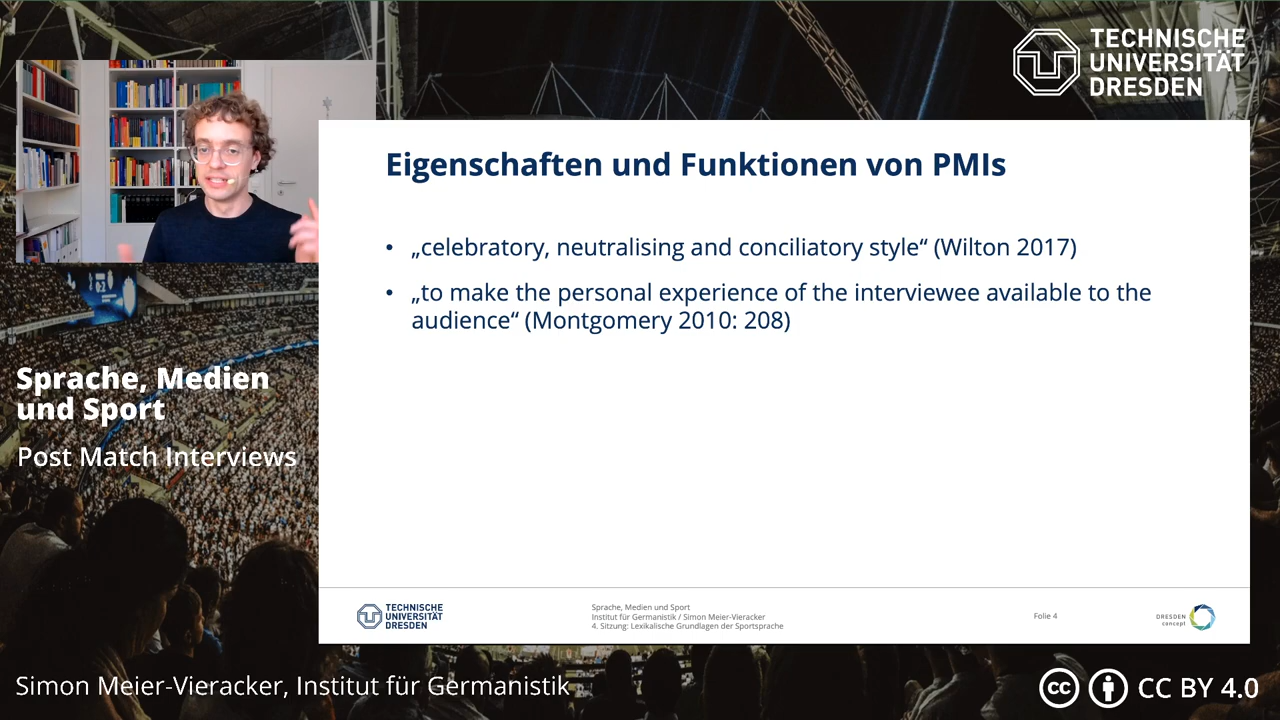 TECHNISCHE
UNIVERSITÄT
DRESDEN
Eigenschaften und Funktionen von PMIs
• „celebratory, neutralising and conciliatory style“ (Wilton 2017)
• „to make the personal experience of the interviewee available to the
audience“ (Montgomery 2010: 208)
Sprache, Medien
und Sport
Post Match Interviews
TECHNISCHE
UNIVERSITÄT
DRESDEN
Sprache, Medien und Sport
Institut für Germanistik / Simon Meier-Vieracker
4. Sitzung: Lexikalische Grundlagen der Sportsprache
Folie 4
DRESDEN
concept
Simon Meier-Vieracker, Institut für Germanistik
cc CC BY 4.0